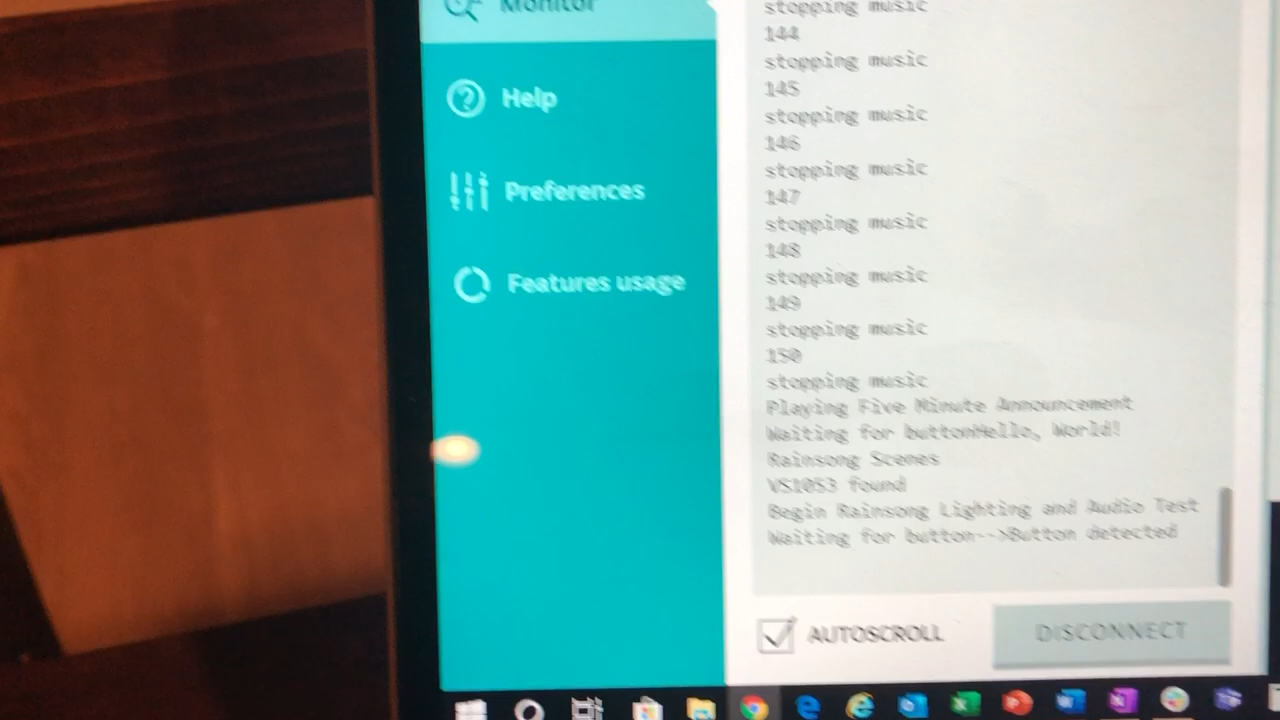 Monitor
Help
Preferences
Features usage
stopping music
144
stopping music
145
stopping music
146
stopping music
147
stopping music
148
stopping music
149
stopping music
150
stopping music
Playing Five Minute Announcement
Waiting for buttonHello, World!
Rainsong Scenes
VS1053 found
Begin Rainsong Lighting and Audio Test
Waiting for button-->Button detected
AUTOSCROLL
DISCONNECT